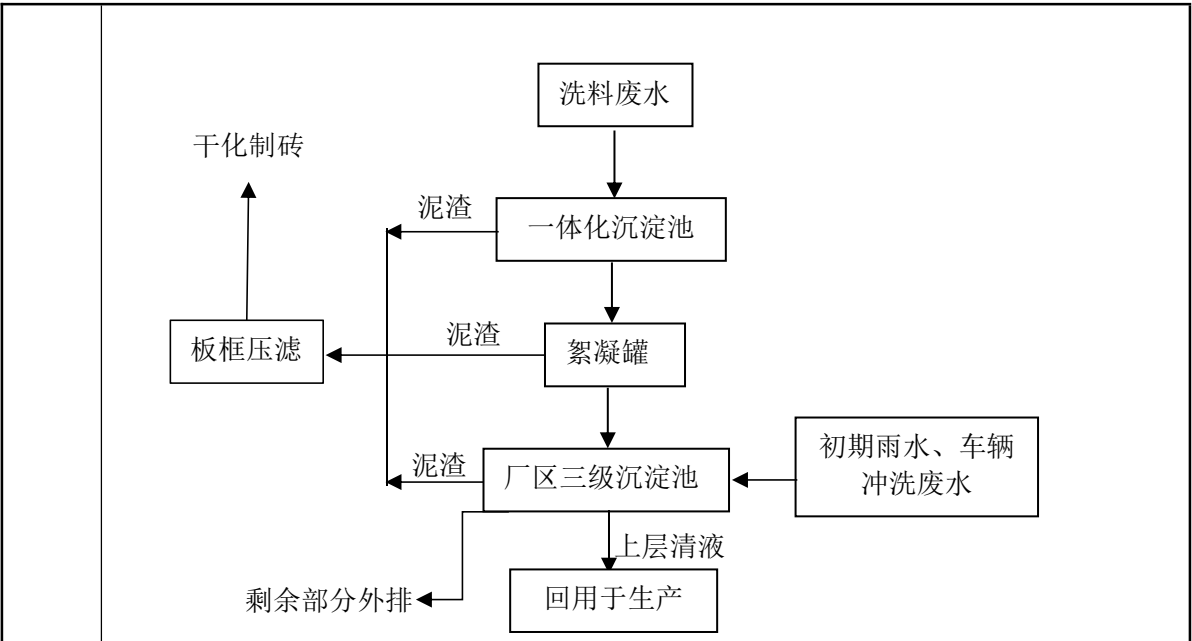 洗料废水
干化制砖
泥渣
一体化沉淀池
泥渣
板框压滤
絮凝罐
初期雨水、车辆
冲洗废水
泥渣
厂区三级沉淀池
上层清液
剩余部分外排
回用于生产